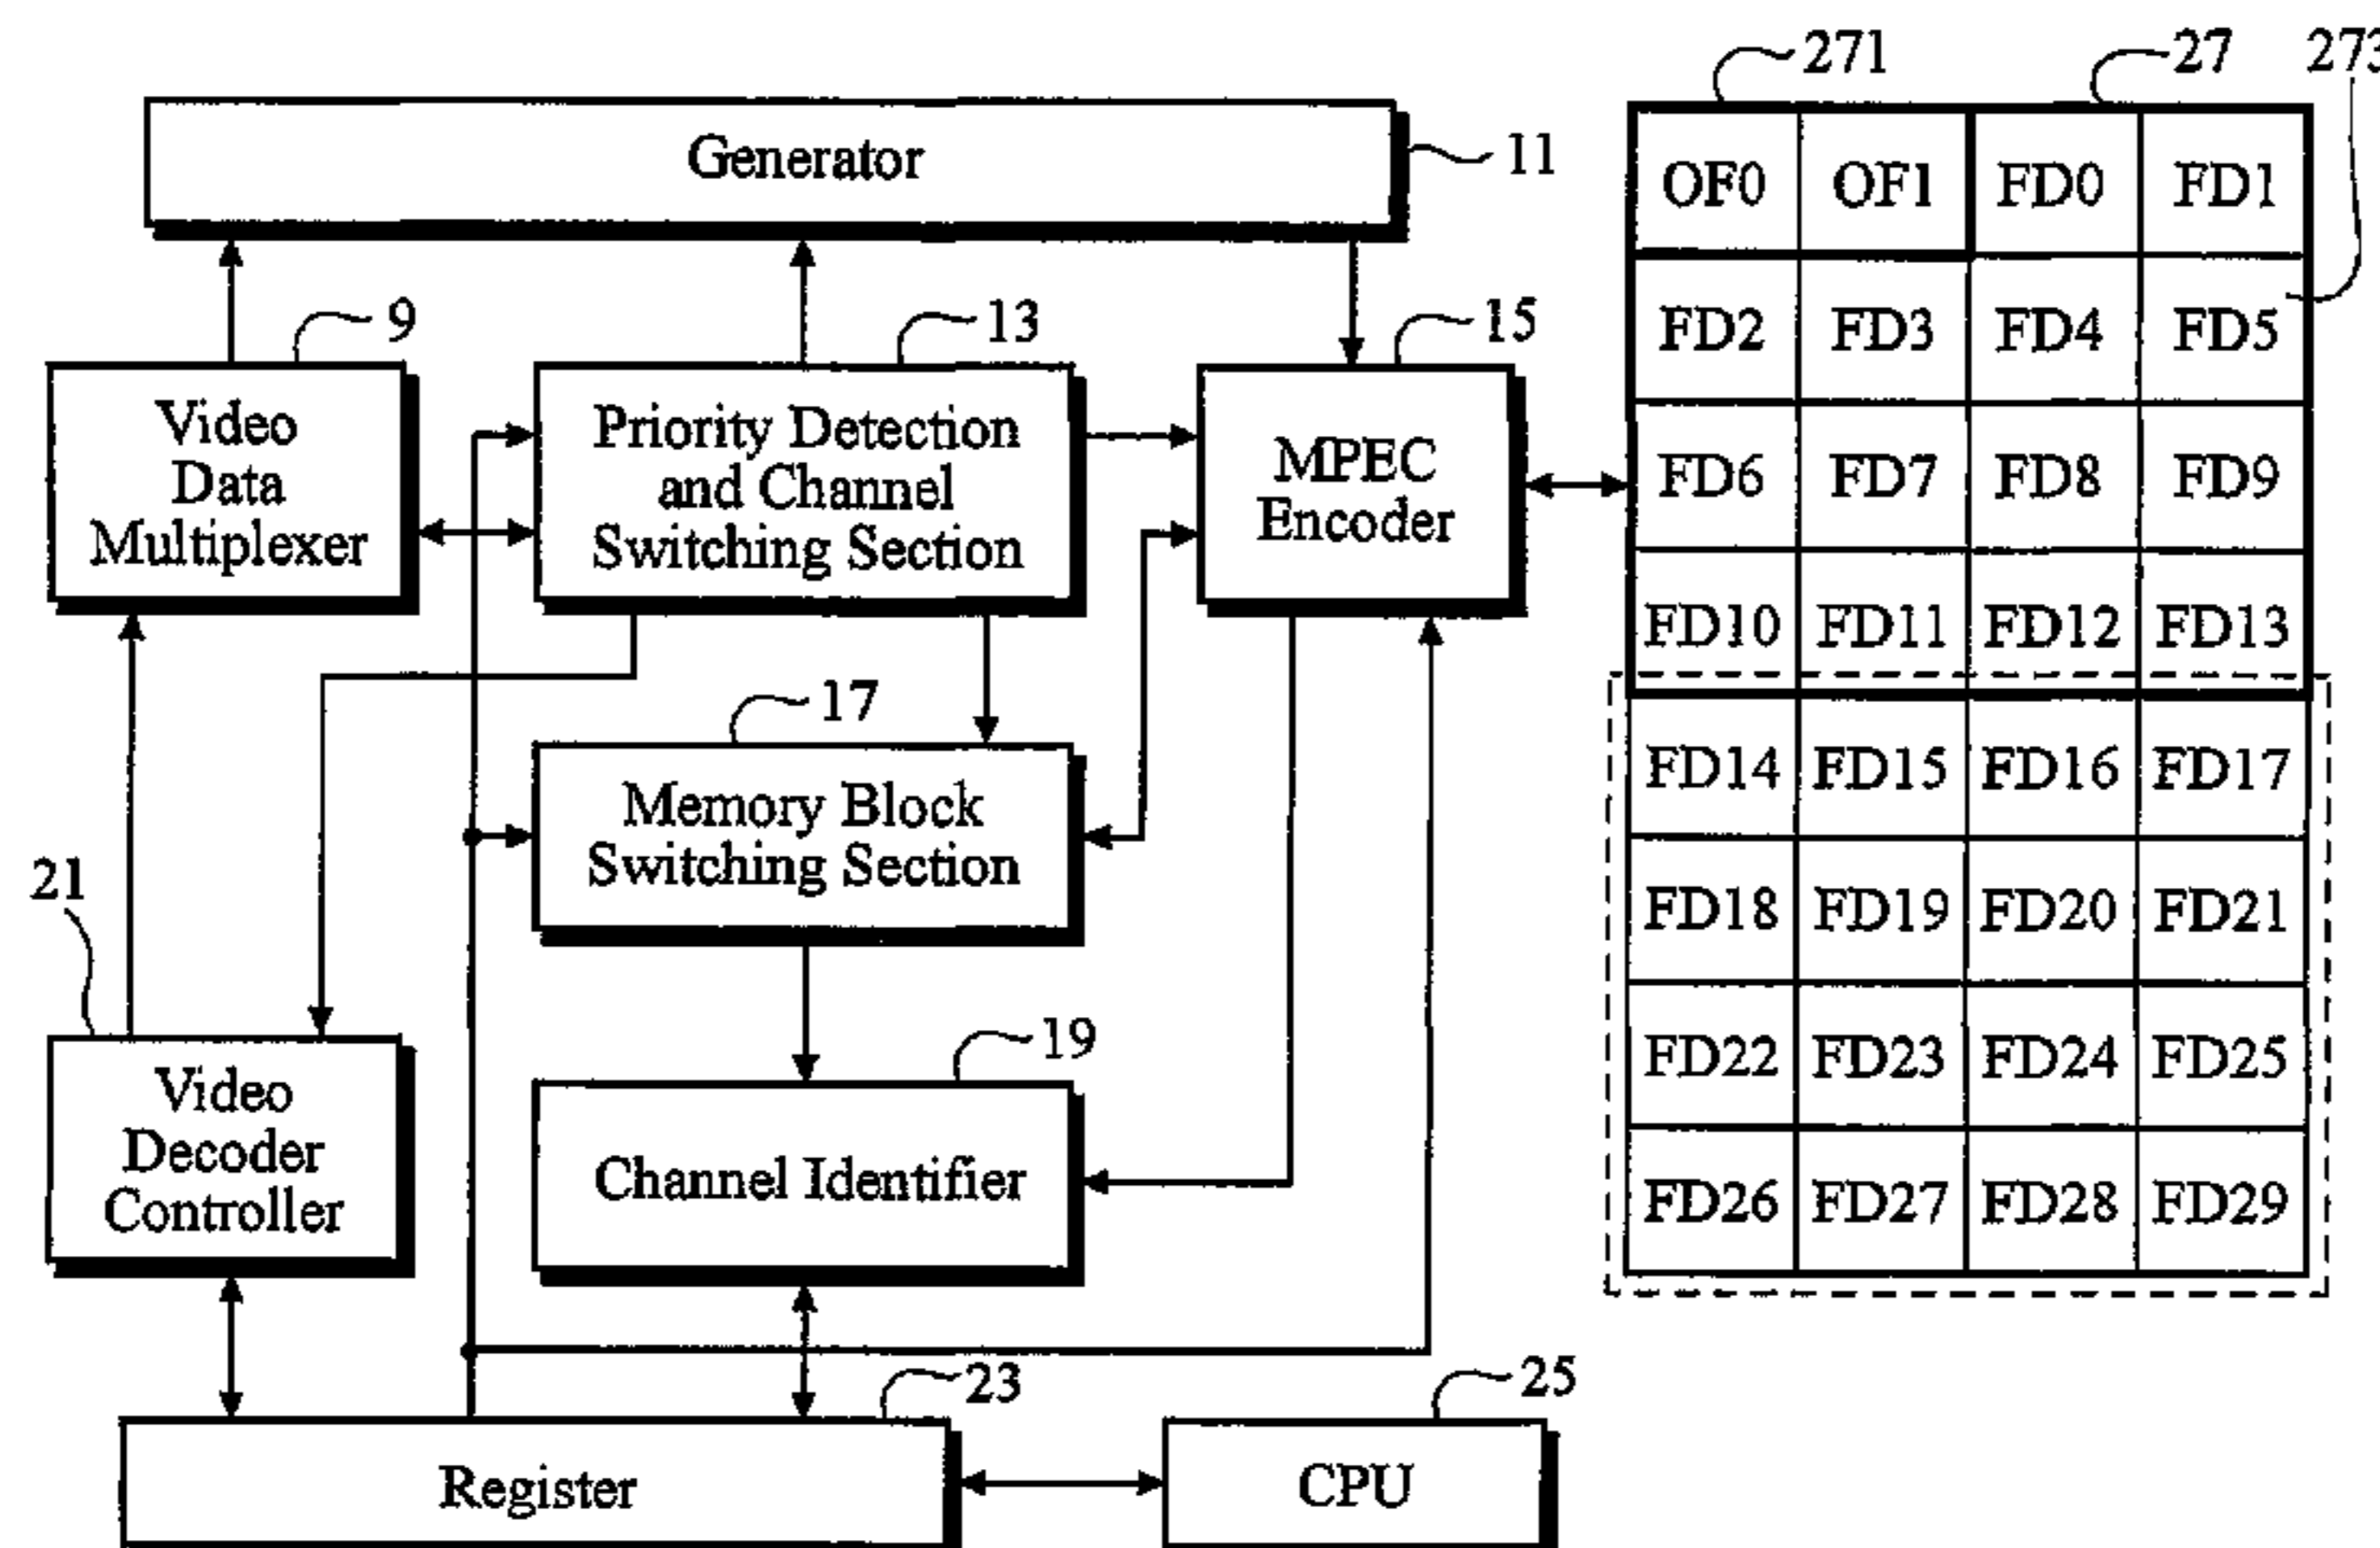 271
27
273
Generator
11
OF0 OF1 FD0 FD1
9
13
15
FD2 FD3 FD4 FD5
Video
Data
Multiplexer
Priority Detection
and Channel
Switching Section
MPEC
Encoder
FD6 FD7 FD8 FD9
FD10 FD11 FD12 FD13
17
Memory Block
Switching Section
FD14 FD15 FD16 FD17
21
FD18 FD19 FD20 FD21
19
Video
Decoder
Controller
Channel Identifier
FD22 FD23 FD24 FD25
FD26 FD27 FD28 FD29
23
25
Register
CPU